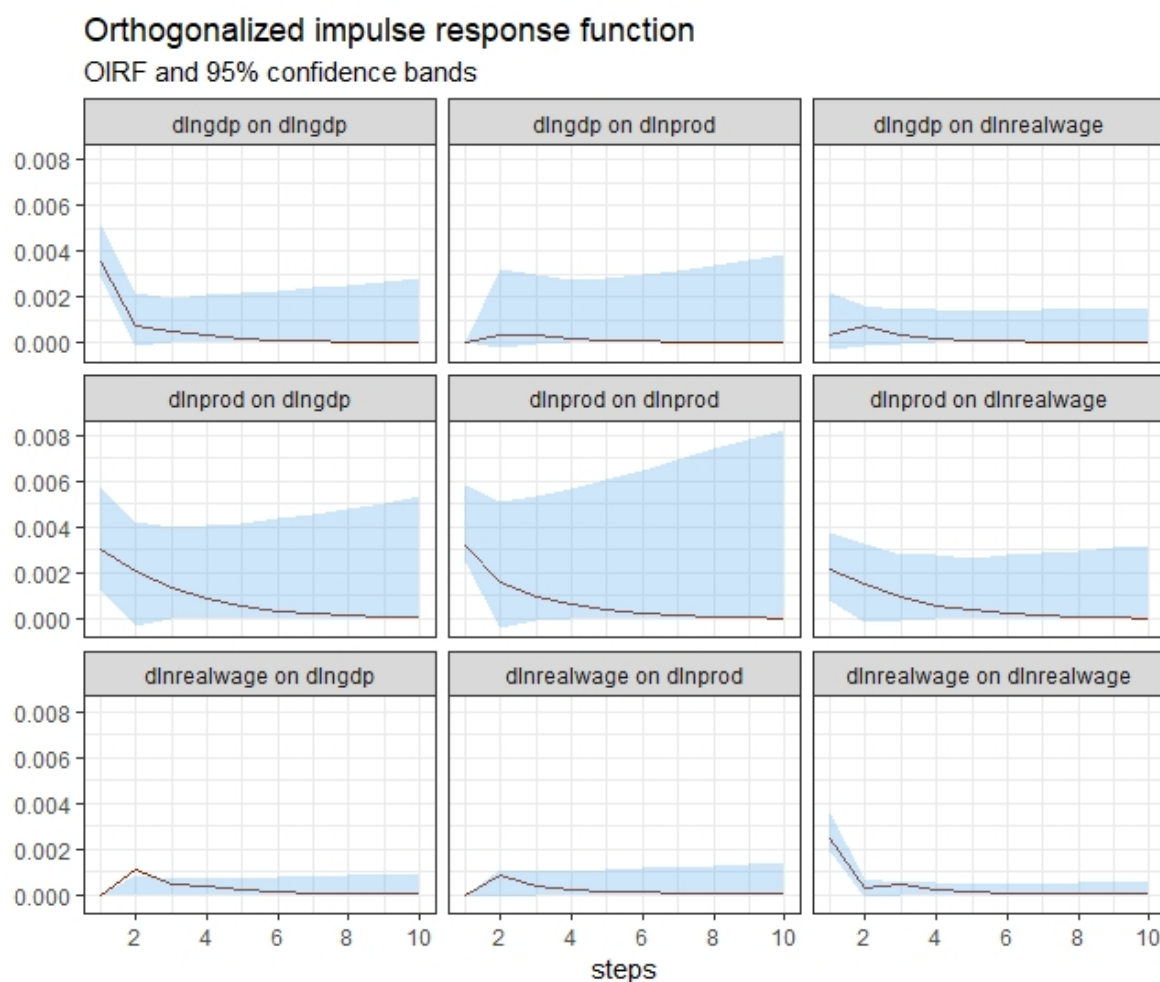 Orthogonalized impulse response function
OIRF and 95% confidence bands
dlngdp on dlngdp
dlngdp on dlnprod
dlngdp on dlnrealwage
0.008
0.006
0.004
0.002
0.000
dlnprod on dlngdp
dlnprod on dlnprod
dlnprod on dlnrealwage
0.008
0.006
0.004
0.002
0.000
dlnrealwage on dlngdp
dlnrealwage on dlnprod
dlnrealwage on dlnrealwage
0.008
0.006
0.004
0.002
0.000
2 4 6 8 10
2 4 6 8 10
2 4 6 8 10
steps